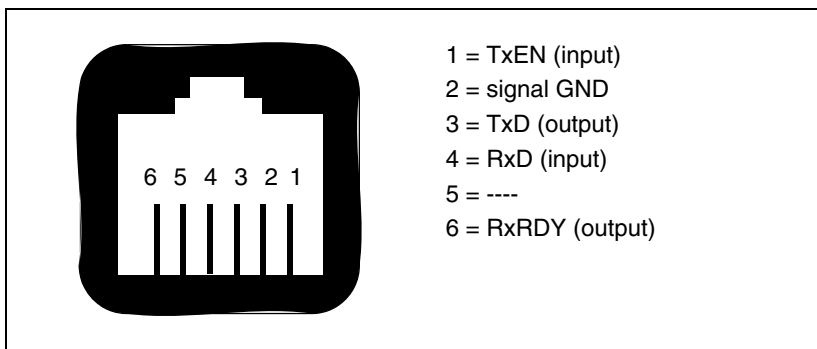 6 5 4 3 2 1
1 = TxEN (input)
2 = signal GND
3 = TxD (output)
4 = RxD (input)
5 = ----
6 = RxRDY (output)